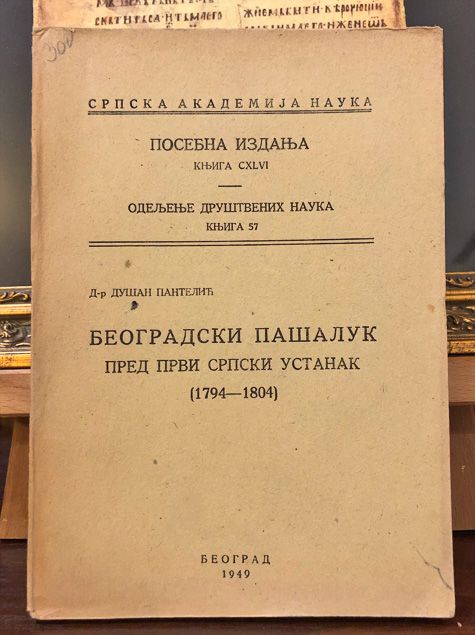 300
СРПСКА АКАДЕМИЈА НАУКА
ПОСЕБНА ИЗДАЊА
КЊИГА CXLVI
ОДЕЉЕЊЕ ДРУШТВЕНИХ НАУКА
КЊИГА 57
Д-р ДУШАН ПАНТЕЛИЋ
БЕОГРАДСКИ ПАШАЛУК
ПРЕД ПРВИ СРПСКИ УСТАНАК
(1794—1804)
БЕОГРАД
1949